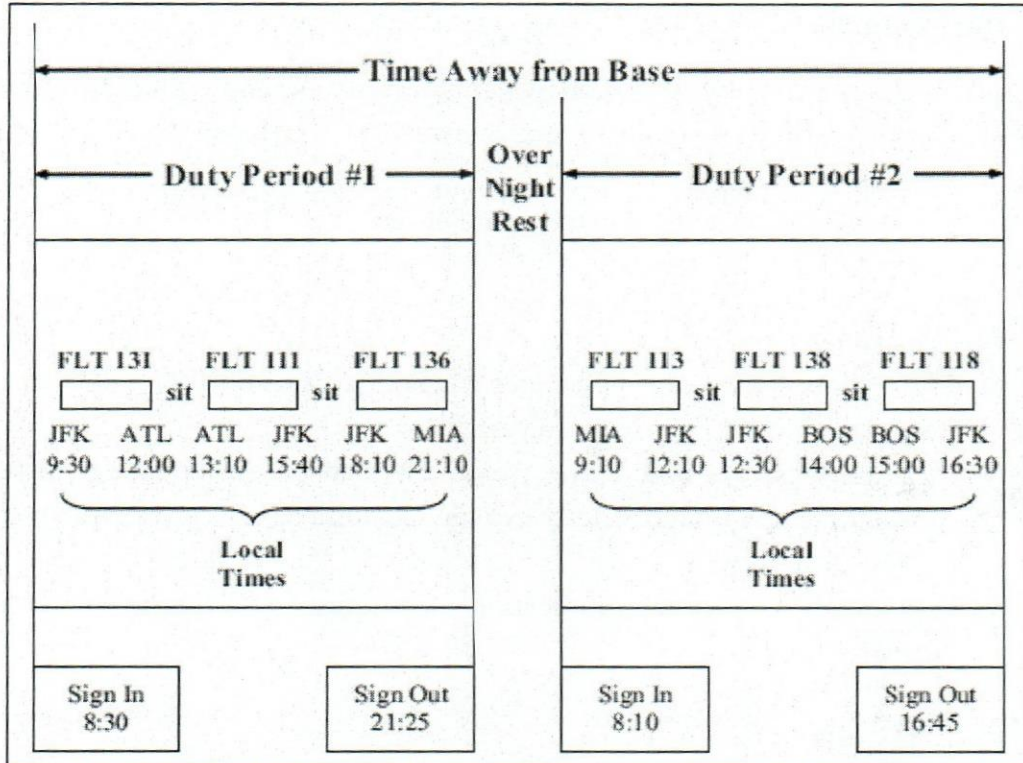 Time Away from Base
Duty Period #1
Over
Night
Rest
Duty Period #2
FLT 131 sit FLT 111 sit FLT 136
JFK ATL ATL JFK JFK MIA
9:30 12:00 13:10 15:40 18:10 21:10
Local
Times
FLT 113 sit FLT 138 sit FLT 118
MIA JFK JFK BOS BOS JFK
9:10 12:10 12:30 14:00 15:00 16:30
Local
Times
Sign In
8:30
Sign Out
21:25
Sign In
8:10
Sign Out
16:45